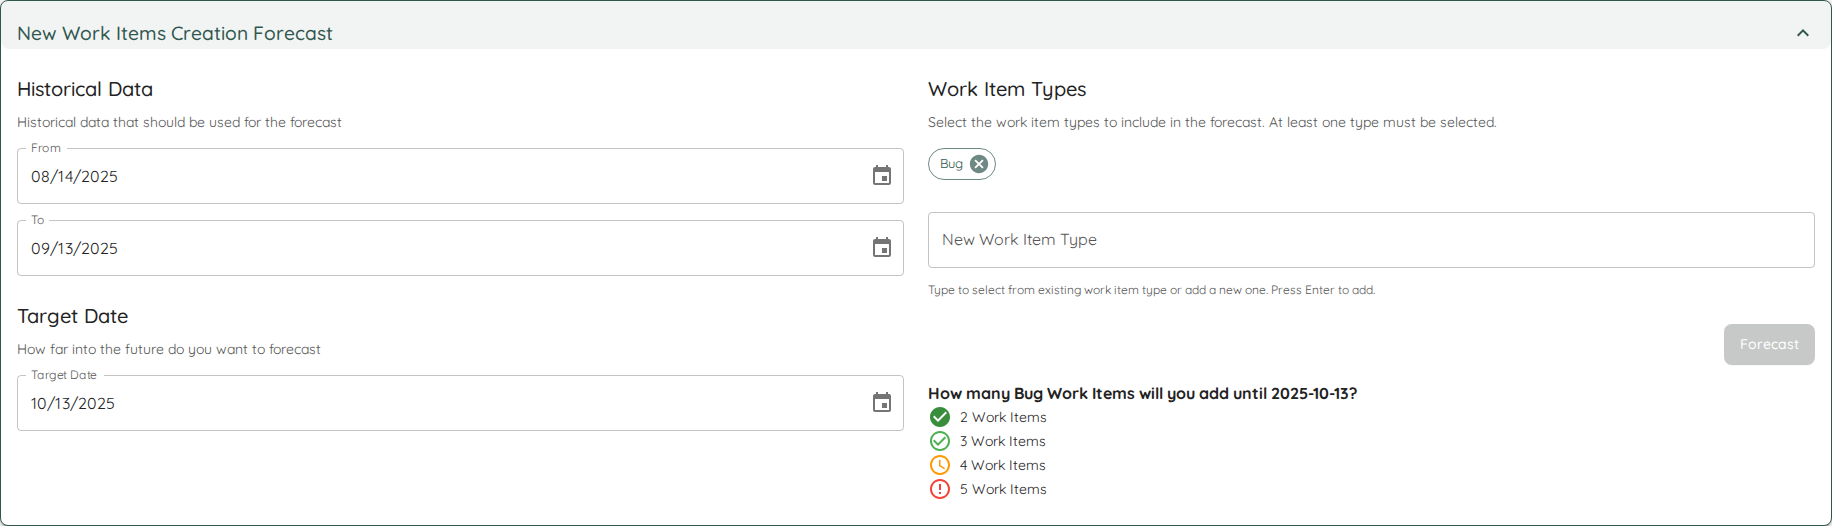 New Work Items Creation Forecast
Historical Data
Historical data that should be used for the forecast
From
08/14/2025
To
09/13/2025
Target Date
How far into the future do you want to forecast
Target Date
10/13/2025
Work Item Types
Select the work item types to include in the forecast. At least one type must be selected.
Bug
New Work Item Type
Type to select from existing work item type or add a new one. Press Enter to add.
Forecast
How many Bug Work Items will you add until 2025-10-13?
2 Work Items
3 Work Items
4 Work Items
5 Work Items